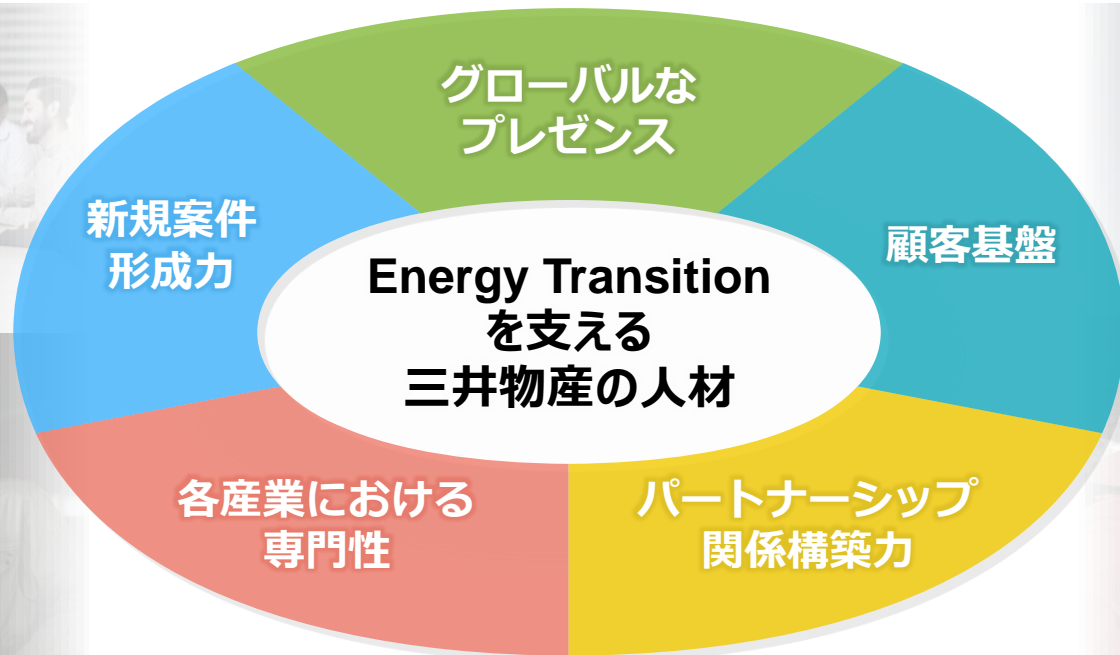 グローバルな
プレゼンス
新規案件
形成力
顧客基盤
Energy Transition
を支える
三井物産の人材
各産業における
専門性
パートナーシップ
関係構築力